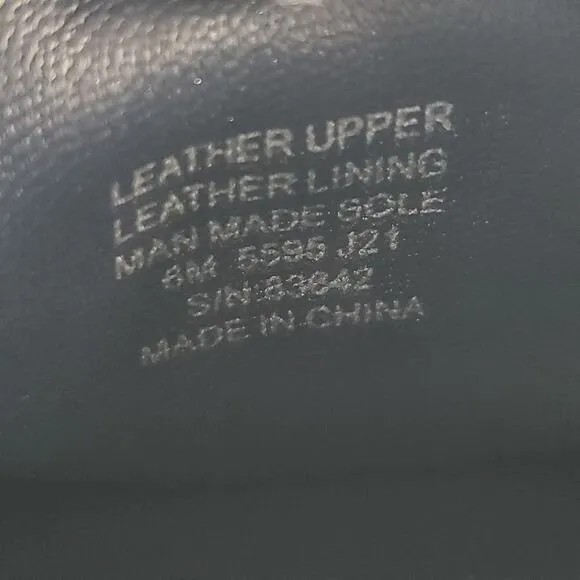 LEATHER UPPER
LEATHER LINING
MAN MADE SOLE
6M 5595 J21
S/N:83642
MADE IN CHINA